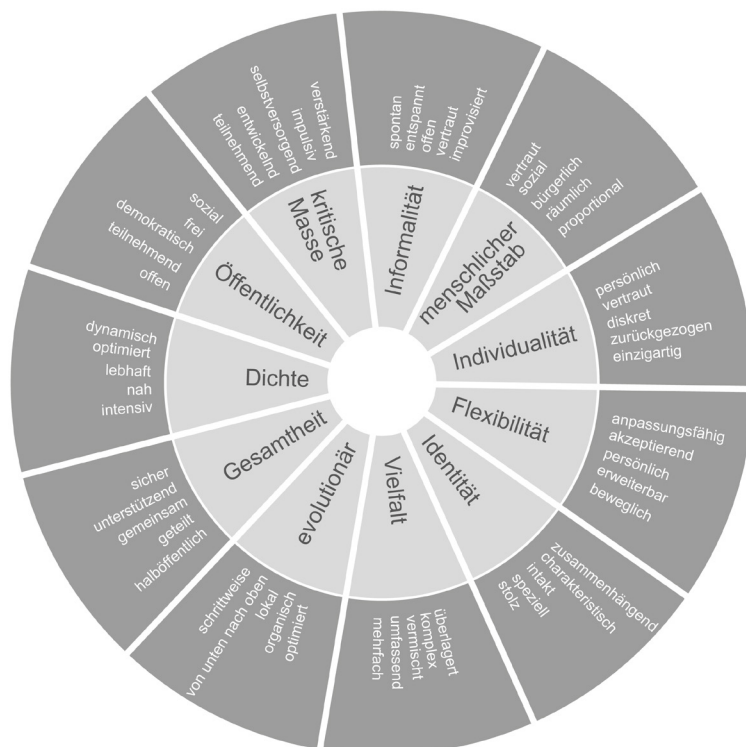 Informalität
spontan
entspannt
offen
vertraut
improvisiert
menschlicher
Maßstab
vertraut
sozial
bürgerlich
räumlich
proportional
Individualität
persönlich
vertraut
diskret
zurückgezogen
einzigartig
Flexibilität
anpassungsfähig
akzeptierend
persönlich
erweiterbar
beweglich
Identität
zusammenhängend
charakteristisch
intakt
speziell
stolz
Vielfalt
überlagert
komplex
vermischt
umfassend
mehrfach
evolutionär
schrittweise
von unten nach oben
lokal
organisch
optimiert
Gesamtheit
sicher
unterstützend
gemeinsam
geteilt
halböffentlich
Dichte
dynamisch
optimiert
lebhaft
nah
intensiv
Öffentlichkeit
sozial
frei
demokratisch
teilnehmend
offen
kritische
Masse
verstärkend
impulsiv
selbstversorgend
entwickelnd
teilnehmend